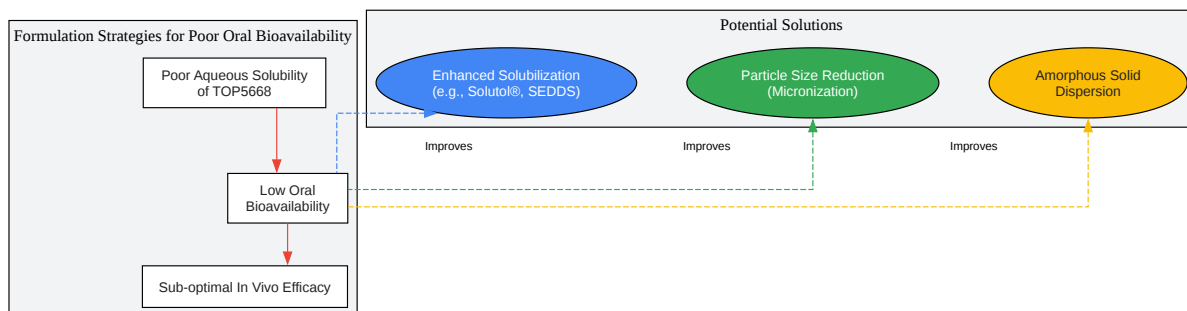 Formulation Strategies for Poor Oral Bioavailability
Poor Aqueous Solubility
of TOP5668
Low Oral
Bioavailability
Sub-optimal In Vivo Efficacy
Potential Solutions
Enhanced Solubilization
(e.g., Solutol®, SEDDS)
Particle Size Reduction
(Micronization)
Amorphous Solid
Dispersion
Improves
Improves
Improves